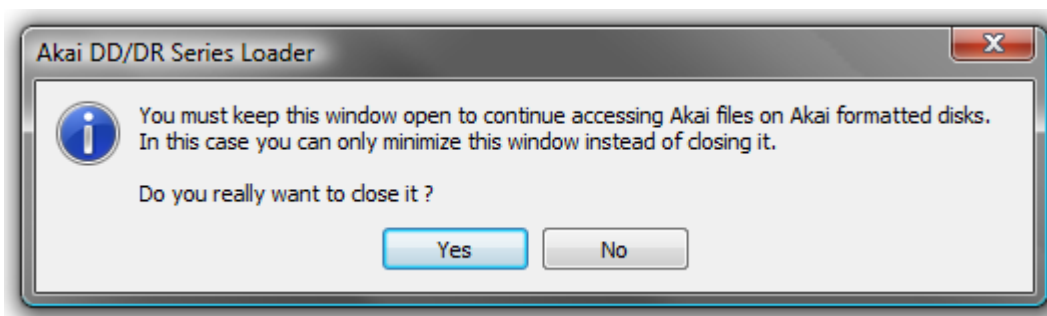 Akai DD/DR Series Loader
You must keep this window open to continue accessing Akai files on Akai formatted disks.
In this case you can only minimize this window instead of closing it.
Do you really want to close it ?
Yes
No